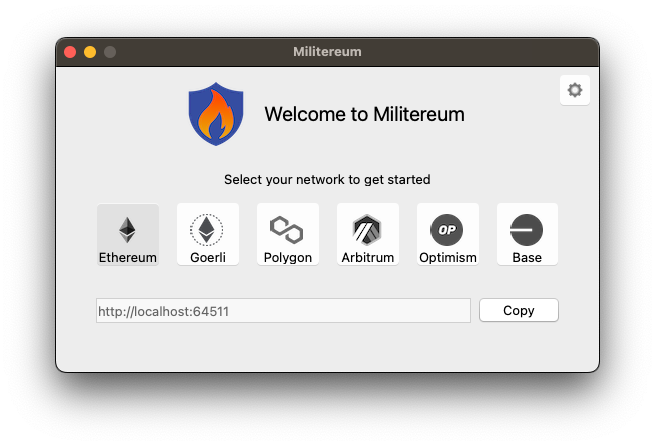 Militereum
Welcome to Militereum
Select your network to get started
Ethereum Goerli Polygon Arbitrum OP Optimism Base
http://localhost:64511 Copy